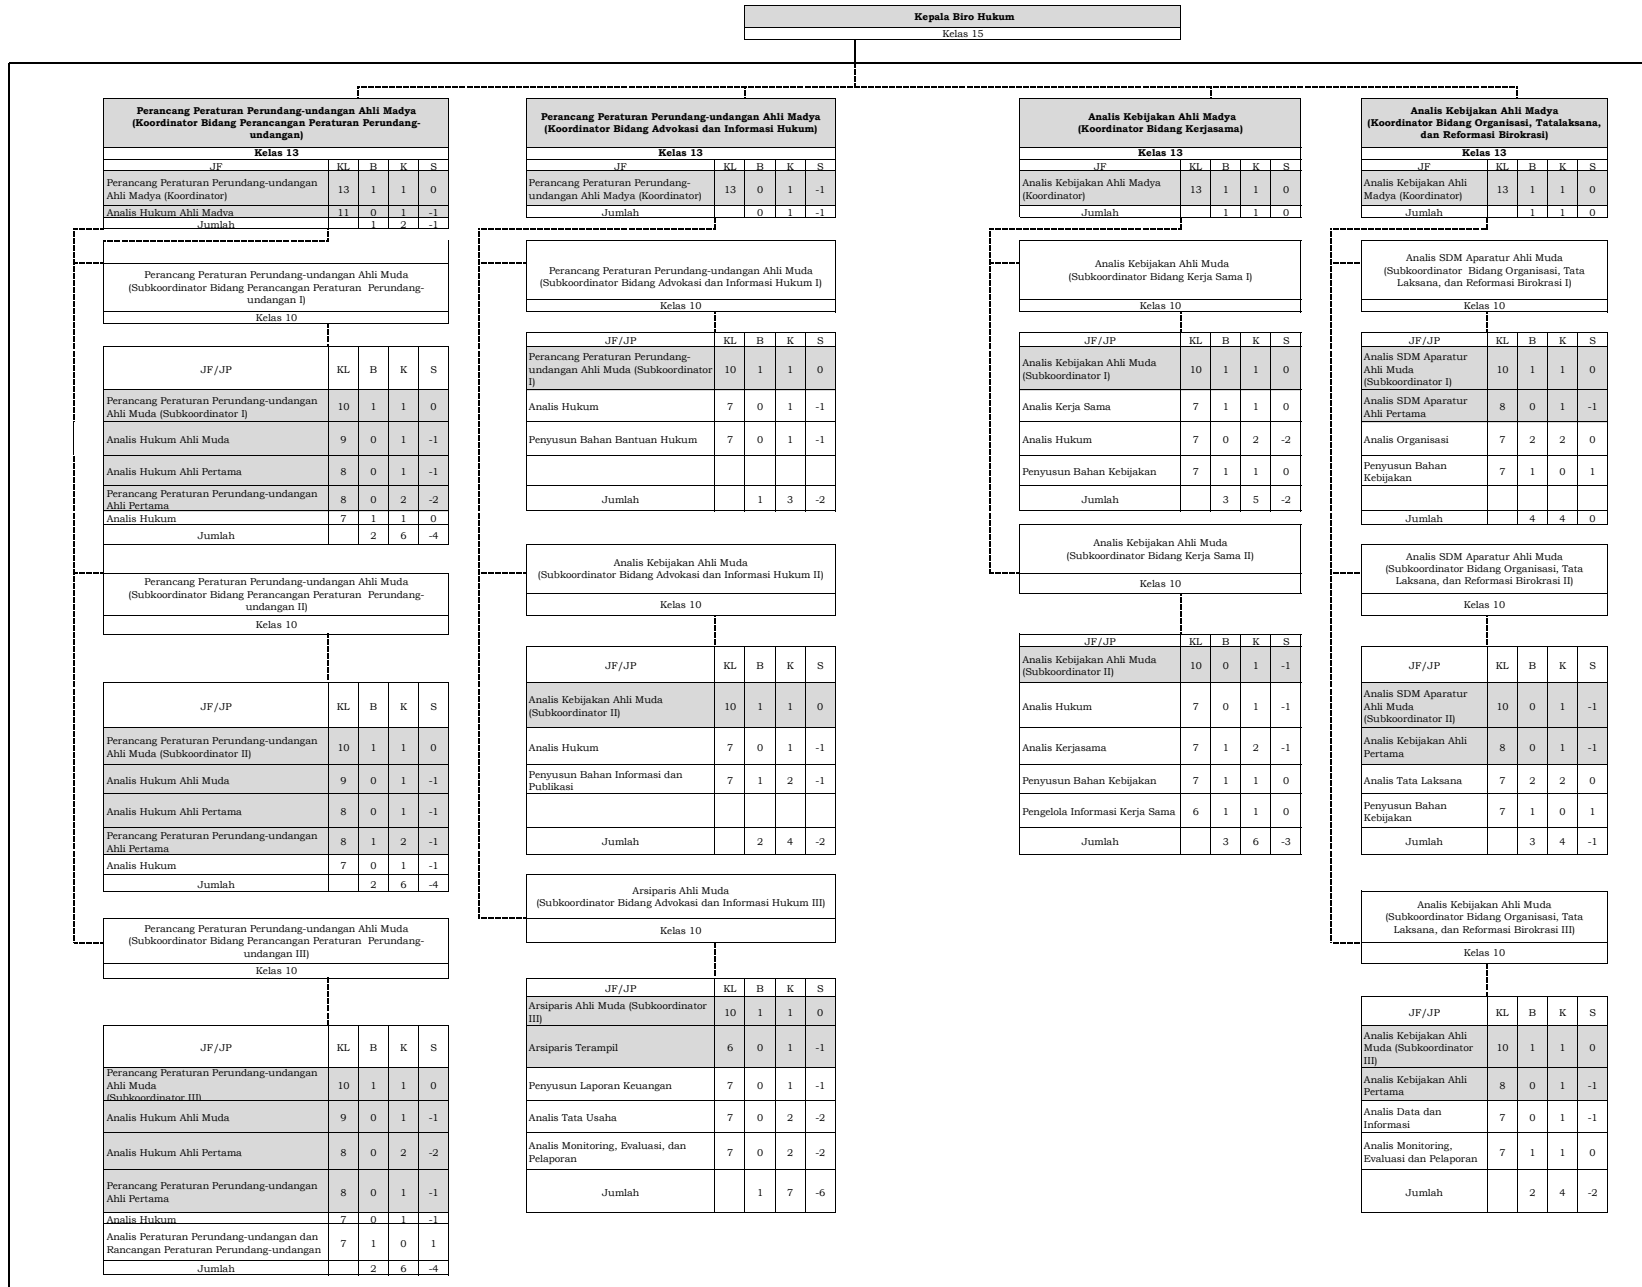 Kepala Biro Hukum
Kelas 15
Perancang Peraturan Perundang-undangan Ahli Madya
(Koordinator Bidang Perancangan Peraturan Perundang-
undangan)
Kelas 13
JF KL B K S
Perancang Peraturan Perundang-undangan
Ahli Madya (Koordinator) 13 1 1 0
Analis Hukum Ahli Madya 11 0 1 -1
Jumlah 1 2 -1
Perancang Peraturan Perundang-undangan Ahli Muda
(Subkoordinator Bidang Perancangan Peraturan Perundang-
undangan I)
Kelas 10
JF/JP KL B K S
Perancang Peraturan Perundang-undangan
Ahli Muda (Subkoordinator I) 10 1 1 0
Analis Hukum Ahli Muda 9 0 1 -1
Analis Hukum Ahli Pertama 8 0 1 -1
Perancang Peraturan Perundang-undangan
Ahli Pertama 8 0 2 -2
Analis Hukum 7 1 1 0
Jumlah 2 6 -4
Perancang Peraturan Perundang-undangan Ahli Muda
(Subkoordinator Bidang Perancangan Peraturan Perundang-
undangan II)
Kelas 10
JF/JP KL B K S
Perancang Peraturan Perundang-undangan
Ahli Muda (Subkoordinator II) 10 1 1 0
Analis Hukum Ahli Muda 9 0 1 -1
Analis Hukum Ahli Pertama 8 0 1 -1
Perancang Peraturan Perundang-undangan
Ahli Pertama 8 1 2 -1
Analis Hukum 7 0 1 -1
Jumlah 2 6 -4
Perancang Peraturan Perundang-undangan Ahli Muda
(Subkoordinator Bidang Perancangan Peraturan Perundang-
undangan III)
Kelas 10
JF/JP KL B K S
Perancang Peraturan Perundang-undangan
Ahli Muda
(Subkoordinator III) 10 1 1 0
Analis Hukum Ahli Muda 9 0 1 -1
Analis Hukum Ahli Pertama 8 0 2 -2
Perancang Peraturan Perundang-undangan
Ahli Pertama 8 0 1 -1
Analis Hukum 7 0 1 -1
Analis Peraturan Perundang-undangan dan
Rancangan Peraturan Perundang-undangan 7 1 0 1
Jumlah 2 6 -4
Perancang Peraturan Perundang-undangan Ahli Madya
(Koordinator Bidang Advokasi dan Informasi Hukum)
Kelas 13
JF KL B K S
Perancang Peraturan Perundang-
undangan Ahli Madya (Koordinator) 13 0 1 -1
Jumlah 0 1 -1
Perancang Peraturan Perundang-undangan Ahli Muda
(Subkoordinator Bidang Advokasi dan Informasi Hukum I)
Kelas 10
JF/JP KL B K S
Perancang Peraturan Perundang-
undangan Ahli Muda (Subkoordinator
I) 10 1 1 0
Analis Hukum 7 0 1 -1
Penyusun Bahan Bantuan Hukum 7 0 1 -1
Jumlah 1 3 -2
Analis Kebijakan Ahli Muda
(Subkoordinator Bidang Advokasi dan Informasi Hukum II)
Kelas 10
JF/JP KL B K S
Analis Kebijakan Ahli Muda
(Subkoordinator II) 10 1 1 0
Analis Hukum 7 0 1 -1
Penyusun Bahan Informasi dan
Publikasi 7 1 2 -1
Jumlah 2 4 -2
Arsiparis Ahli Muda
(Subkoordinator Bidang Advokasi dan Informasi Hukum III)
Kelas 10
JF/JP KL B K S
Arsiparis Ahli Muda (Subkoordinator
III) 10 1 1 0
Arsiparis Terampil 6 0 1 -1
Penyusun Laporan Keuangan 7 0 1 -1
Analis Tata Usaha 7 0 2 -2
Analis Monitoring, Evaluasi, dan
Pelaporan 7 0 2 -2
Jumlah 1 7 -6
Analis Kebijakan Ahli Madya
(Koordinator Bidang Kerjasama)
Kelas 13
JF KL B K S
Analis Kebijakan Ahli Madya
(Koordinator) 13 1 1 0
Jumlah 1 1 0
Analis Kebijakan Ahli Muda
(Subkoordinator Bidang Kerja Sama I)
Kelas 10
JF/JP KL B K S
Analis Kebijakan Ahli Muda
(Subkoordinator I) 10 1 1 0
Analis Kerja Sama 7 1 1 0
Analis Hukum 7 0 2 -2
Penyusun Bahan Kebijakan 7 1 1 0
Jumlah 3 5 -2
Analis Kebijakan Ahli Muda
(Subkoordinator Bidang Kerja Sama II)
Kelas 10
JF/JP KL B K S
Analis Kebijakan Ahli Muda
(Subkoordinator II) 10 0 1 -1
Analis Hukum 7 0 1 -1
Analis Kerjasama 7 1 2 -1
Penyusun Bahan Kebijakan 7 1 1 0
Pengelola Informasi Kerja Sama 6 1 1 0
Jumlah 3 6 -3
Analis Kebijakan Ahli Madya
(Koordinator Bidang Organisasi, Tatalaksana,
dan Reformasi Birokrasi)
Kelas 13
JF KL B K S
Analis Kebijakan Ahli
Madya (Koordinator) 13 1 1 0
Jumlah 1 1 0
Analis SDM Aparatur Ahli Muda
(Subkoordinator Bidang Organisasi, Tata
Laksana, dan Reformasi Birokrasi I)
Kelas 10
JF/JP KL B K S
Analis SDM Aparatur
Ahli Muda
(Subkoordinator I) 10 1 1 0
Analis SDM Aparatur
Ahli Pertama 8 0 1 -1
Analis Organisasi 7 2 2 0
Penyusun Bahan
Kebijakan 7 1 0 1
Jumlah 4 4 0
Analis SDM Aparatur Ahli Muda
(Subkoordinator Bidang Organisasi, Tata
Laksana, dan Reformasi Birokrasi II)
Kelas 10
JF/JP KL B K S
Analis SDM Aparatur
Ahli Muda
(Subkoordinator II) 10 0 1 -1
Analis Kebijakan Ahli
Pertama 8 0 1 -1
Analis Tata Laksana 7 2 2 0
Penyusun Bahan
Kebijakan 7 1 0 1
Jumlah 3 4 -1
Analis Kebijakan Ahli Muda
(Subkoordinator Bidang Organisasi, Tata
Laksana, dan Reformasi Birokrasi III)
Kelas 10
JF/JP KL B K S
Analis Kebijakan Ahli
Muda (Subkoordinator
III) 10 1 1 0
Analis Kebijakan Ahli
Pertama 8 0 1 -1
Analis Data dan
Informasi 7 0 1 -1
Analis Monitoring,
Evaluasi dan Pelaporan 7 1 1 0
Jumlah 2 4 -2